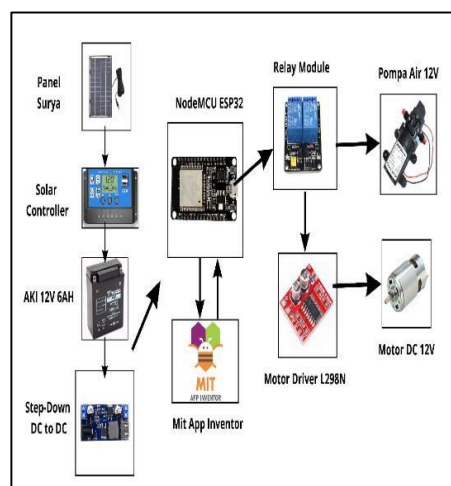 Panel
Surya
Solar
Controller
AKI 12V 6AH
Step-Down
DC to DC
NodeMCU ESP32
MIT
APP INVENTOR
Mit App Inventor
Relay Module
Motor Driver L298N
Pompa Air 12V
Motor DC 12V